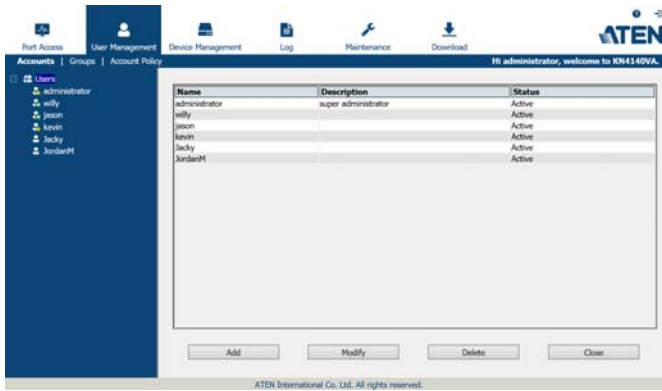 Port Access User Management Device Management Log Maintenance Download ATEN
Accounts | Groups | Account Policy Hi administrator, welcome to KN4140VA.
Users
administrator
willy
jason
kevin
Jacky
JordanM
Name Description Status
administrator super administrator Active
willy Active
jason Active
kevin Active
Jacky Active
JordanM Active
Add Modify Delete Close
ATEN International Co. Ltd. All rights reserved.